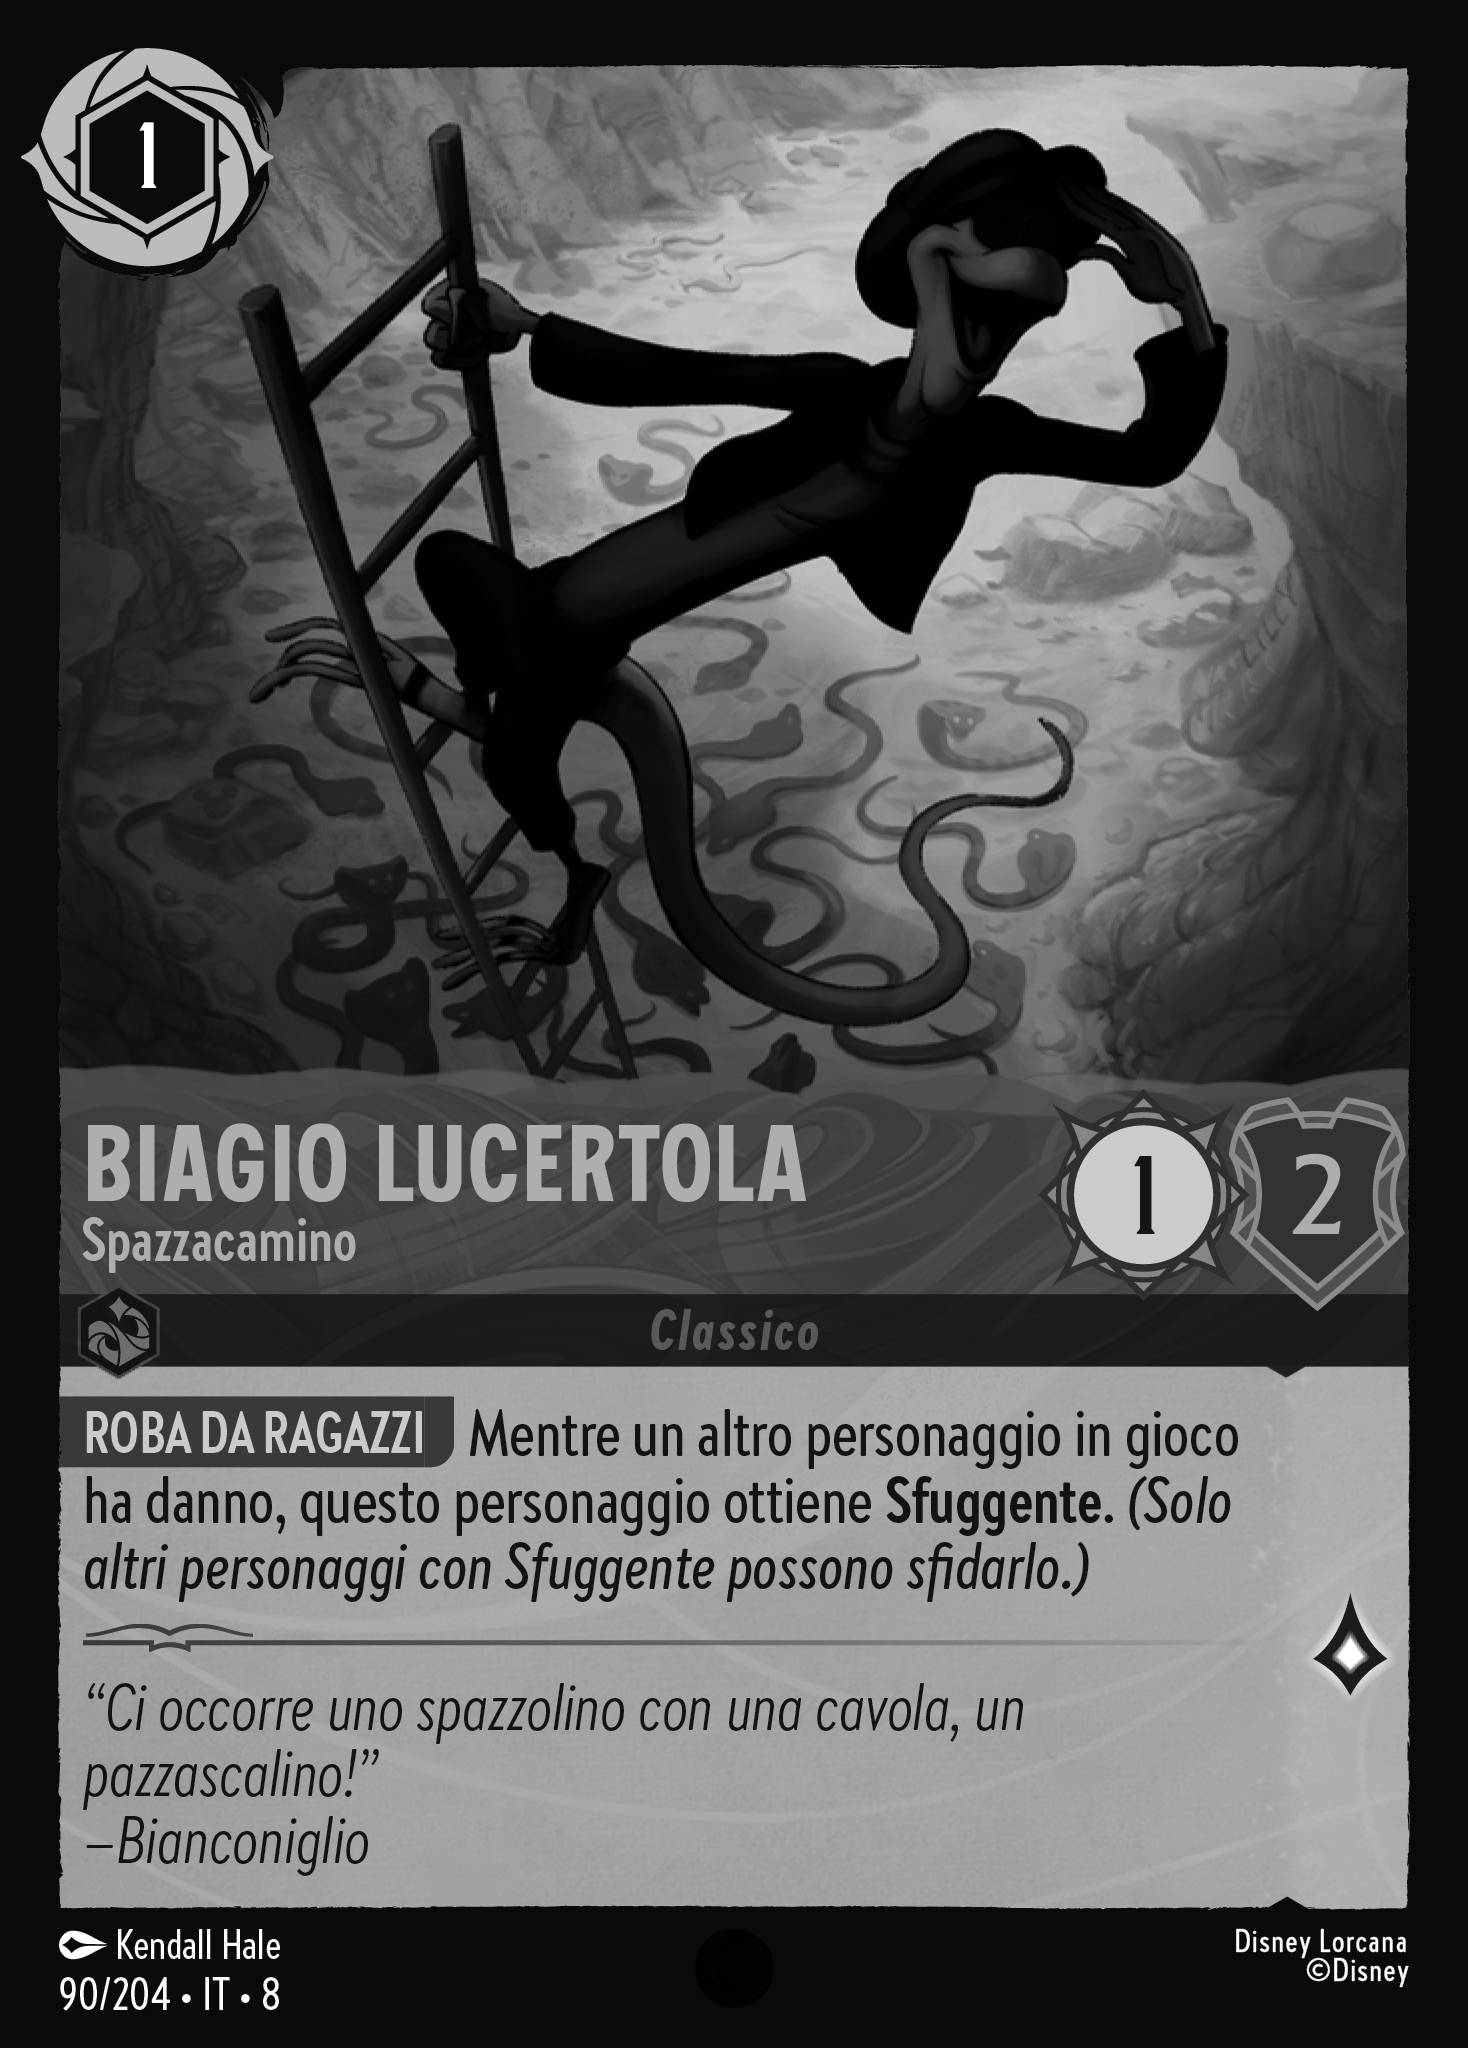 1
BIAGIO LUCERTOLA
1
2
Spazzacamino
Classico
ROBA DA RAGAZZI Mentre un altro personaggio in gioco
ha danno, questo personaggio ottiene Sfuggente. (Solo
altri personaggi con Sfuggente possono sfidarlo.)
“Ci occorre uno spazzolino con una cavola, un
pazzascalino!”
–Bianconiglio
Kendall Hale
Disney Lorcana
90/204 • IT • 8
©Disney